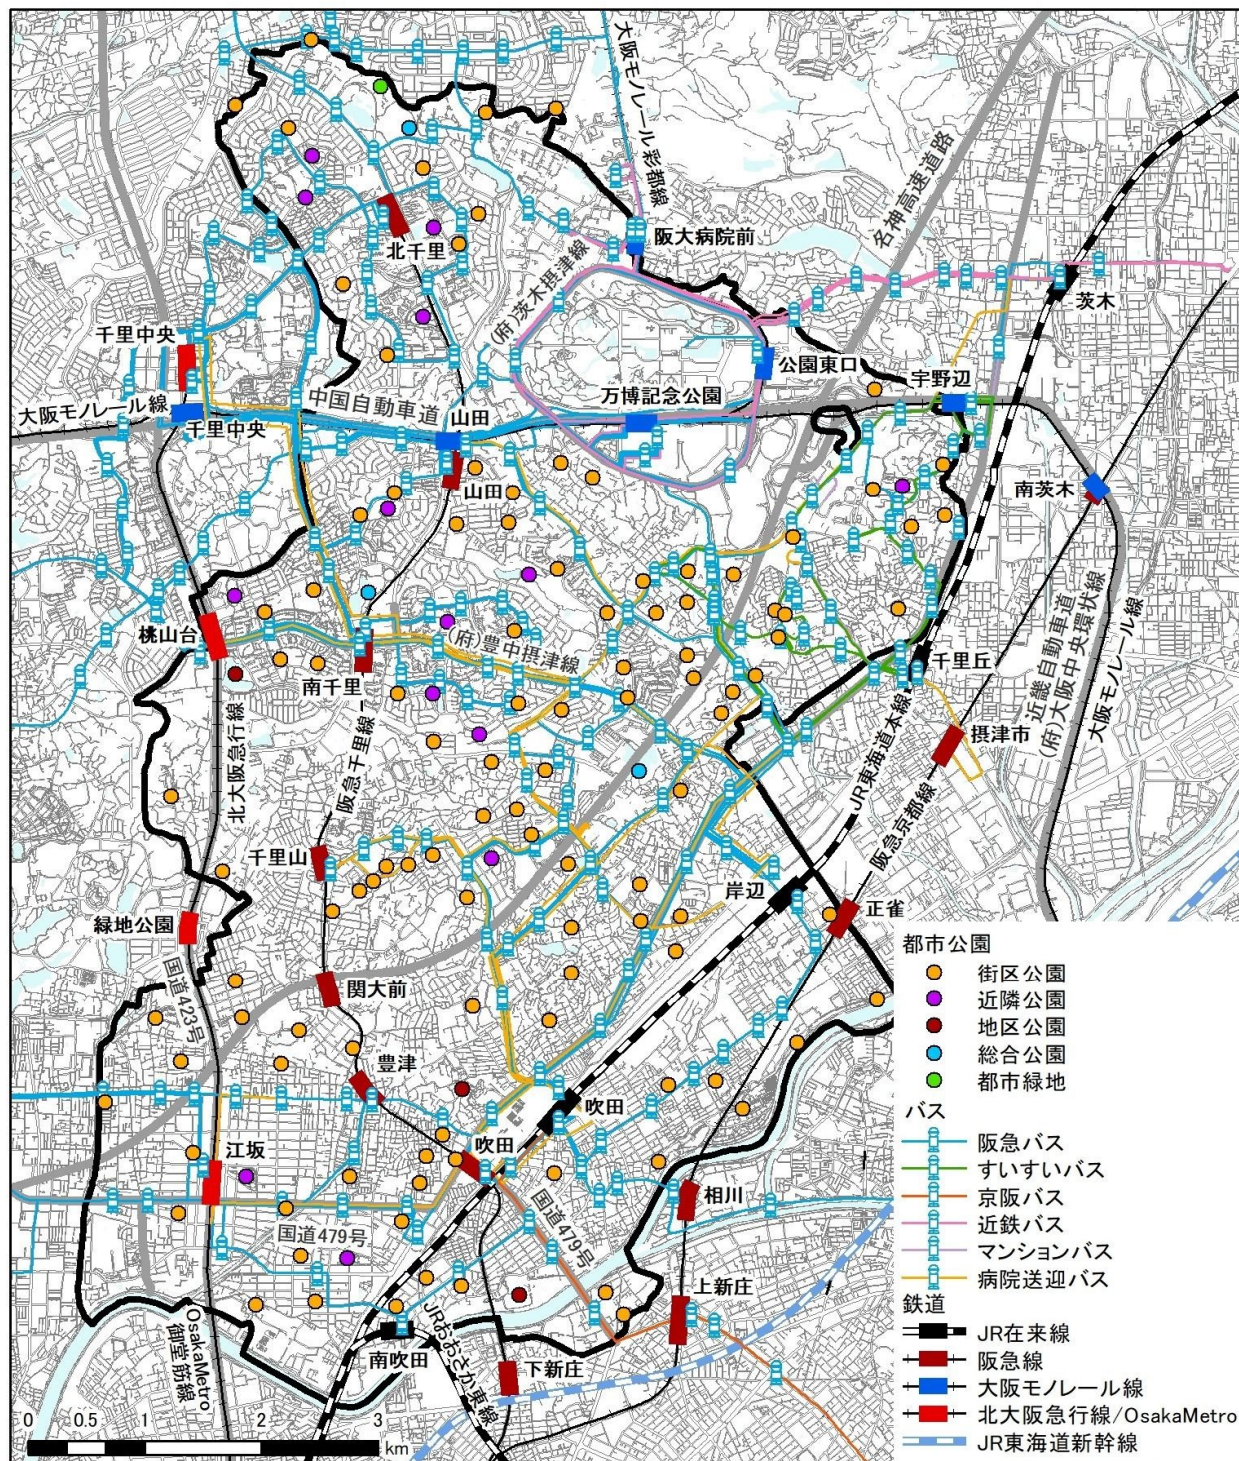 大阪モノレール彩都線
名神高速道路
阪大病院前
北千里
(府)茨木摂津線
茨木
千里中央
公園東口
宇野辺
大阪モノレール線
千里中央
中国自動車道
山田
万博記念公園
山田
南茨木
桃山台
(府)豊中摂津線
南千里
千里丘
近畿自動車道
(府)大阪中央環状線
大阪モノレール線
摂津市
北大阪急行線
阪急千里線
JR東海道本線
阪急京都線
千里山
岸辺
正雀
緑地公園
国道423号
関大前
豊津
吹田
江坂
吹田
相川
国道479号
国道479号
上新庄
OsakaMetro
御堂筋線
南吹田
JRおおさか東線
下新庄
0 0.5 1 2 3
km
都市公園
街区公園
近隣公園
地区公園
総合公園
都市緑地
バス
阪急バス
すいすいバス
京阪バス
近鉄バス
マンションバス
病院送迎バス
鉄道
JR在来線
阪急線
大阪モノレール線
北大阪急行線/OsakaMetro
JR東海道新幹線